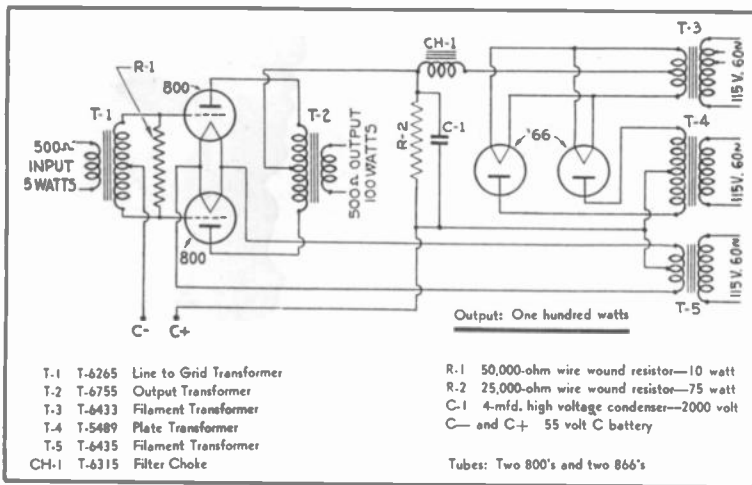 R-1
T-1
800
T-2
500Ω
INPUT
5 WATTS
500Ω OUTPUT
100 WATTS
800
C-
C+
CH-1
R-2
C-1
'66
T-3
115 V. 60~
T-4
115 V. 60~
115 V. 60~
T-5
Output: One hundred watts
T-1 T-6265 Line to Grid Transformer
T-2 T-6755 Output Transformer
T-3 T-6433 Filament Transformer
T-4 T-5489 Plate Transformer
T-5 T-6435 Filament Transformer
CH-1 T-6315 Filter Choke
R-1 50,000-ohm wire wound resistor—10 watt
R-2 25,000-ohm wire wound resistor—75 watt
C-1 4-mfd. high voltage condenser—2000 volt
C— and C+ 55 volt C battery
Tubes: Two 800's and two 866's